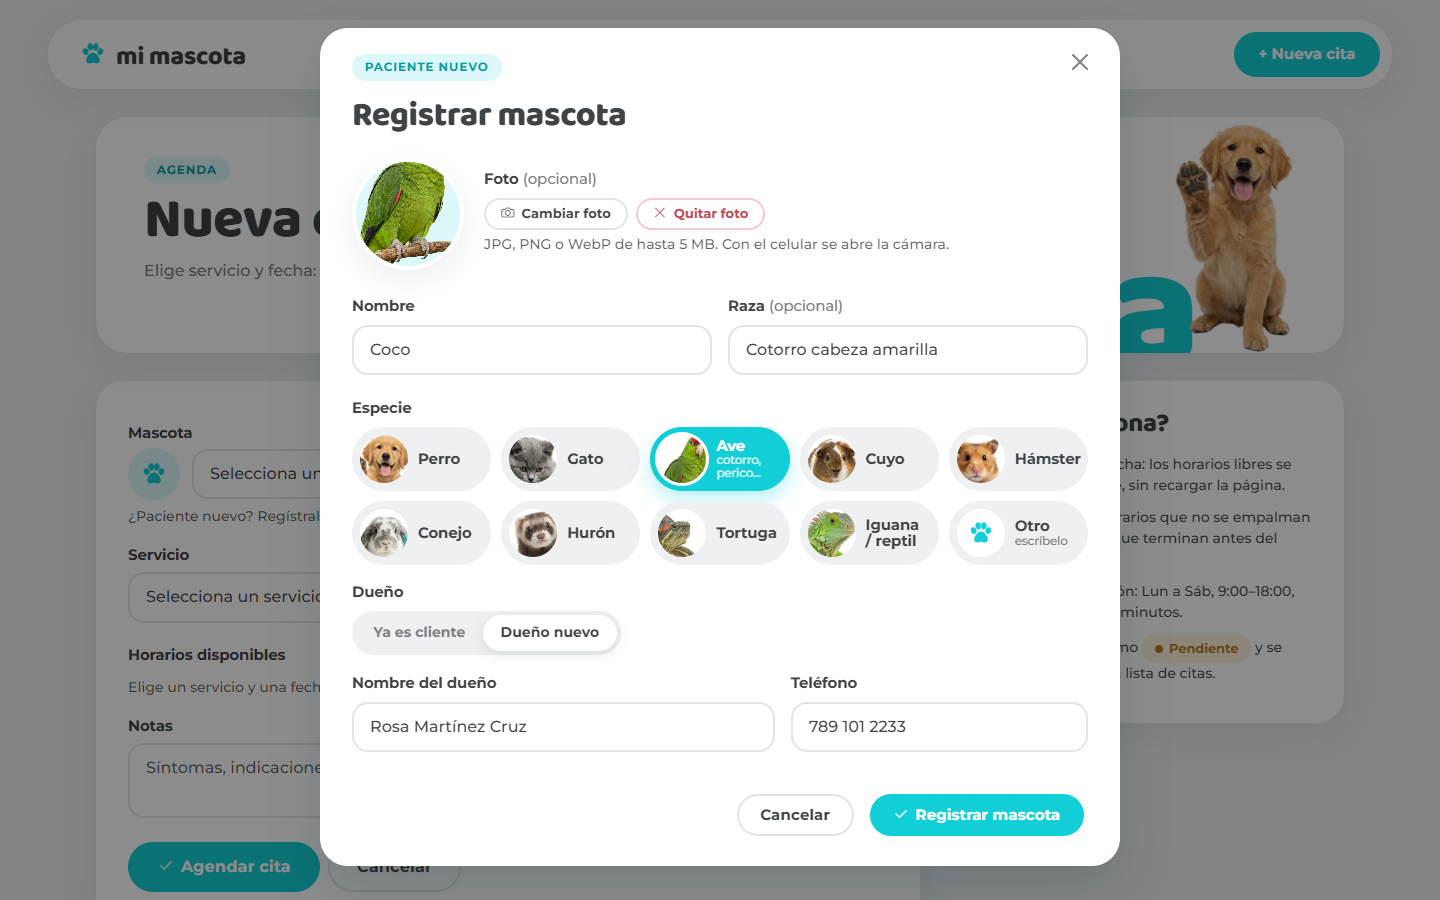 mi mascota
+ Nueva cita
AGENDA
Nueva
Elige servicio y fecha:
Mascota
Selecciona un
¿Paciente nuevo? Regístral
Servicio
Selecciona un servicio
Horarios disponibles
Elige un servicio y una fech
Notas
Síntomas, indicacione
Agendar cita
Cancelar
PACIENTE NUEVO
Registrar mascota
Foto (opcional)
Cambiar foto
Quitar foto
JPG, PNG o WebP de hasta 5 MB. Con el celular se abre la cámara.
Nombre
Raza (opcional)
Coco
Cotorro cabeza amarilla
Especie
Perro
Gato
Ave
cotorro,
perico...
Cuyo
Hámster
Conejo
Hurón
Tortuga
Iguana
/ reptil
Otro
escríbelo
Dueño
Ya es cliente
Dueño nuevo
Nombre del dueño
Teléfono
Rosa Martínez Cruz
789 101 2233
Cancelar
Registrar mascota
a
ona?
cha: los horarios libres se
, sin recargar la página.
rarios que no se empalman
que terminan antes del
ón: Lun a Sáb, 9:00–18:00,
minutos.
mo Pendiente y se
lista de citas.